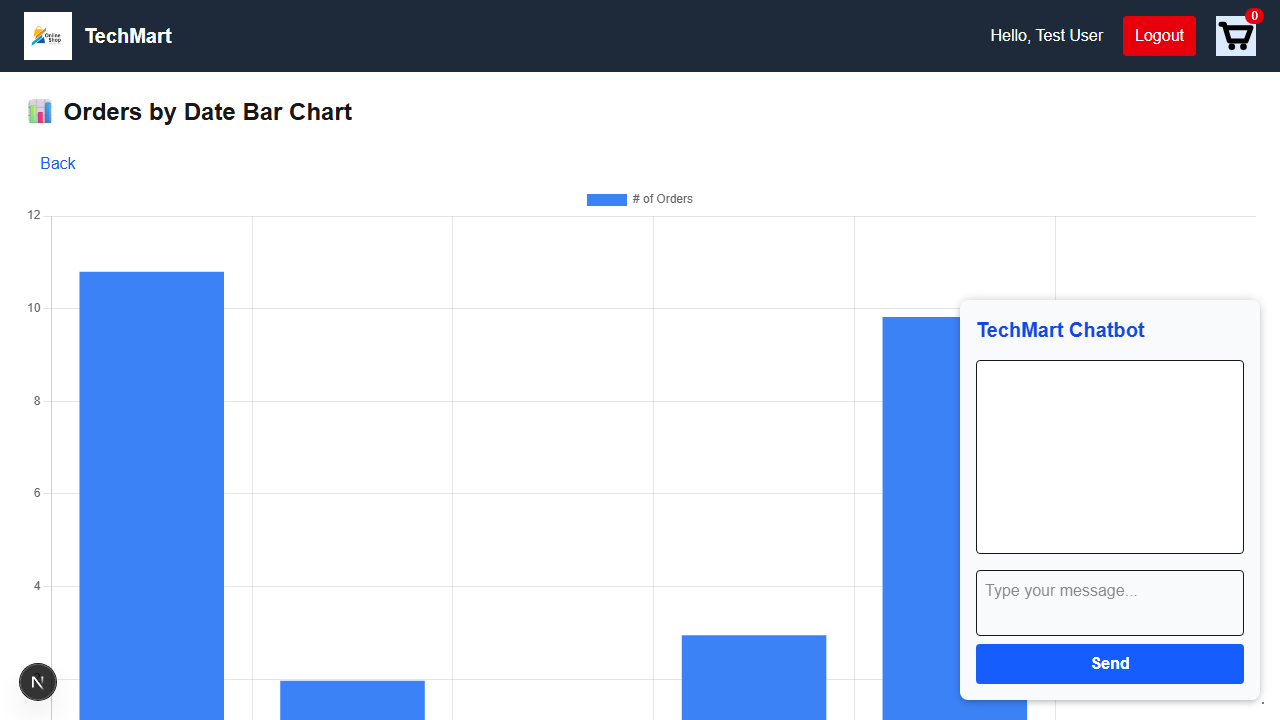 Online
Shop
TechMart
Hello, Test User
Logout
0
Orders by Date Bar Chart
Back
# of Orders
12
10
8
6
4
TechMart Chatbot
Type your message...
Send
N